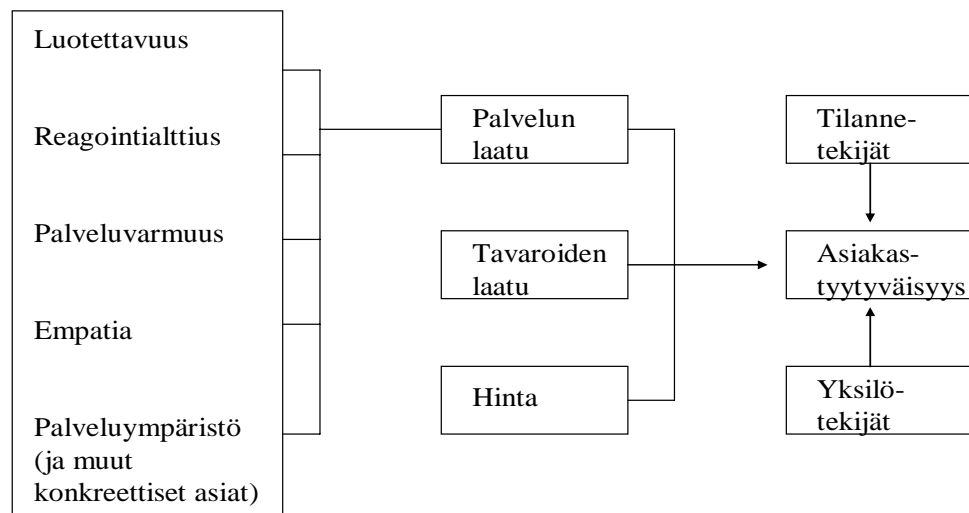 Luotettavuus
Reagointialttius
Palveluvarmuus
Empatia
Palveluympäristö
(ja muut
konkreettiset asiat)
Palvelun
laatu
Tavaroiden
laatu
Hinta
Tilanne-
tekijät
Asiakas-
tyytyväisyys
Yksilö-
tekijät